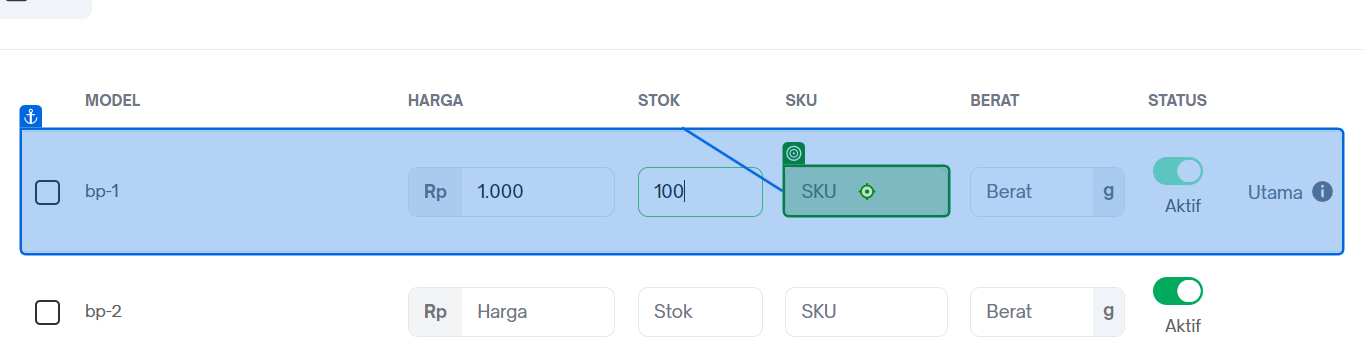 MODEL HARGA STOK SKU BERAT STATUS
bp-1 Rp 1.000 100 SKU Berat g Aktif Utama
bp-2 Rp Harga Stok SKU Berat g Aktif